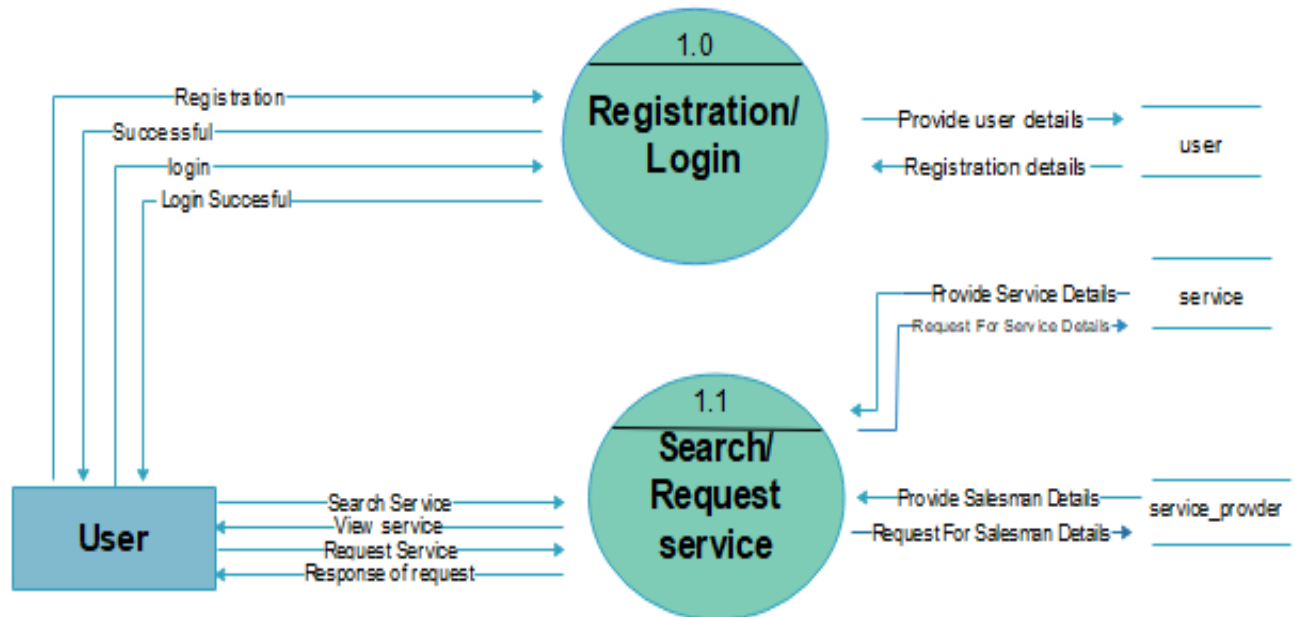 1.0
Registration/
Login
Registration
Successful
login
Login Succesful
Provide user details
Registration details
user
Provide Service Details
Request For Service Details
service
1.1
Search/
Request
service
User
Search Service
View service
Request Service
Response of request
Provide Salesman Details
Request For Salesman Details
service_provder